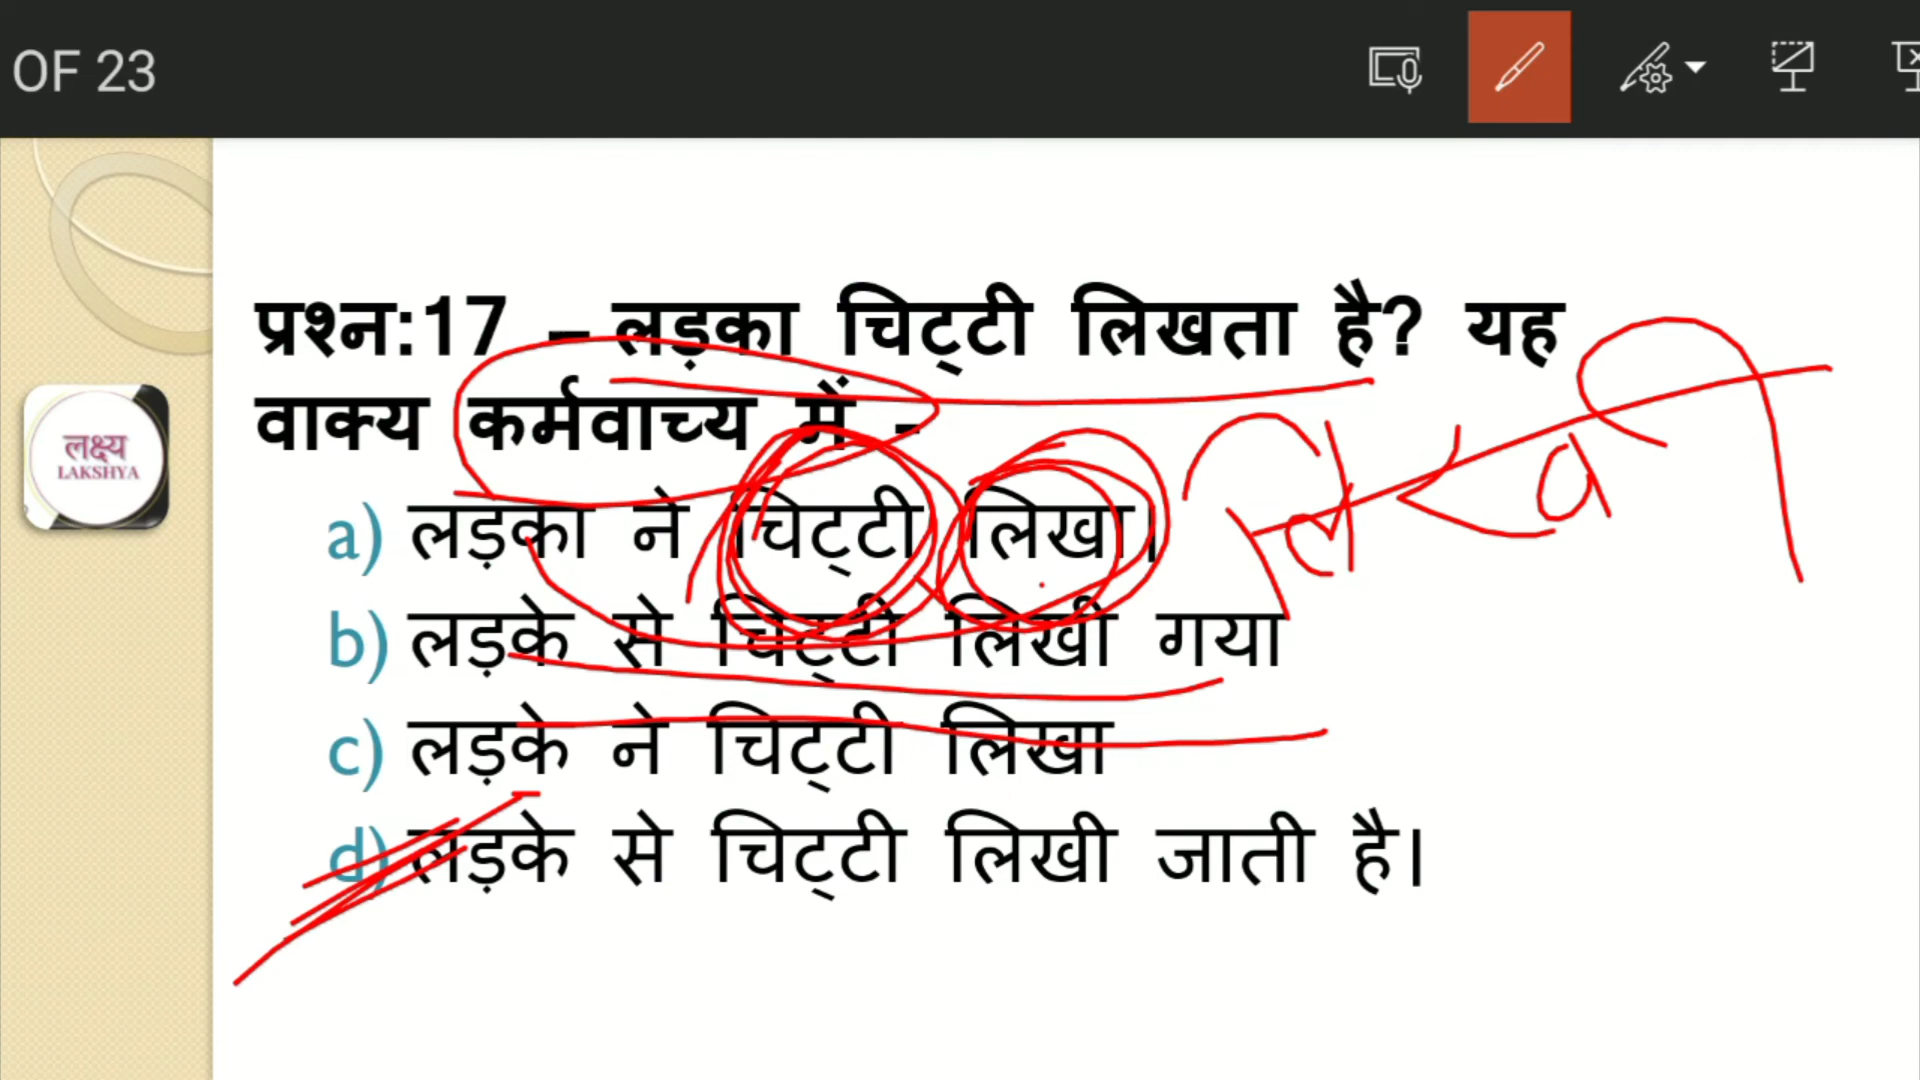 OF 23
प्रश्न:17 – लड़का चिट्टी लिखता है? यह
वाक्य कर्मवाच्य में -
लक्ष्य
LAKSHYA
a) लड़का ने चिट्टी लिखा|
b) लड़के से चिट्टी लिखी गया
c) लड़के ने चिट्टी लिखा
d) लड़के से चिट्टी लिखी जाती है|